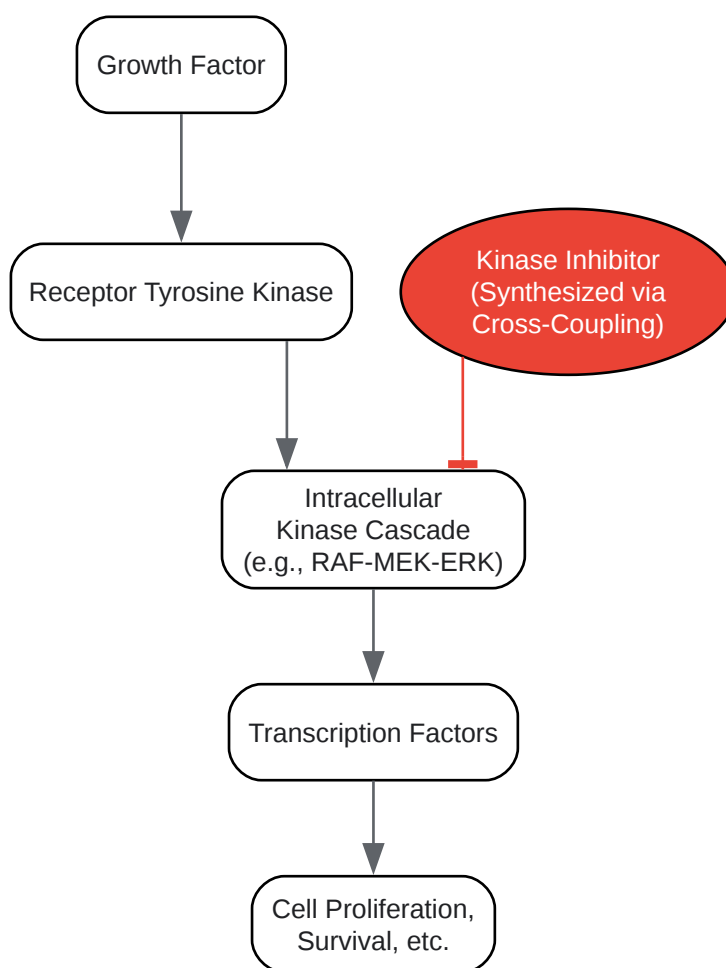 Growth Factor
Receptor Tyrosine Kinase
Kinase Inhibitor
(Synthesized via
Cross-Coupling)
Intracellular
Kinase Cascade
(e.g., RAF-MEK-ERK)
Transcription Factors
Cell Proliferation,
Survival, etc.